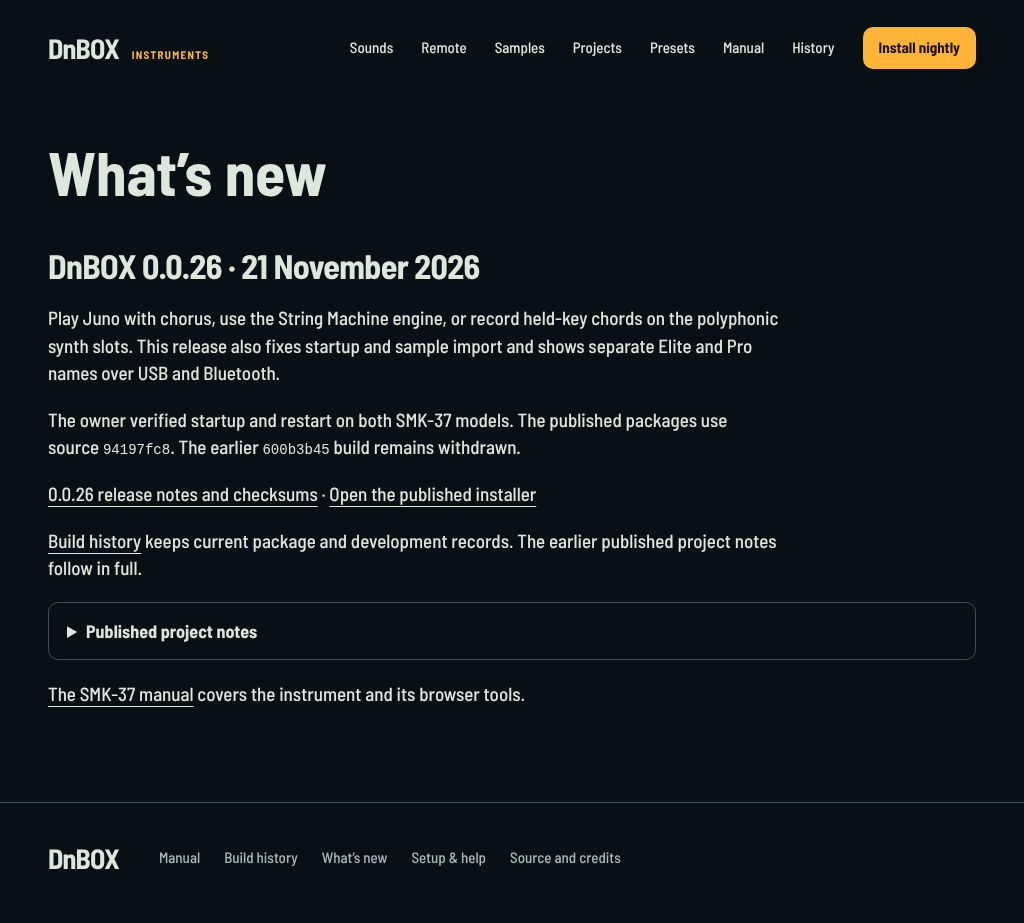 DnBOX INSTRUMENTS
Sounds Remote Samples Projects Presets Manual History Install nightly
What’s new
DnBOX 0.0.26 · 21 November 2026
Play Juno with chorus, use the String Machine engine, or record held-key chords on the polyphonic
synth slots. This release also fixes startup and sample import and shows separate Elite and Pro
names over USB and Bluetooth.
The owner verified startup and restart on both SMK-37 models. The published packages use
source 94197fc8. The earlier 600b3b45 build remains withdrawn.
0.0.26 release notes and checksums · Open the published installer
Build history keeps current package and development records. The earlier published project notes
follow in full.
Published project notes
The SMK-37 manual covers the instrument and its browser tools.
DnBOX Manual Build history What’s new Setup & help Source and credits